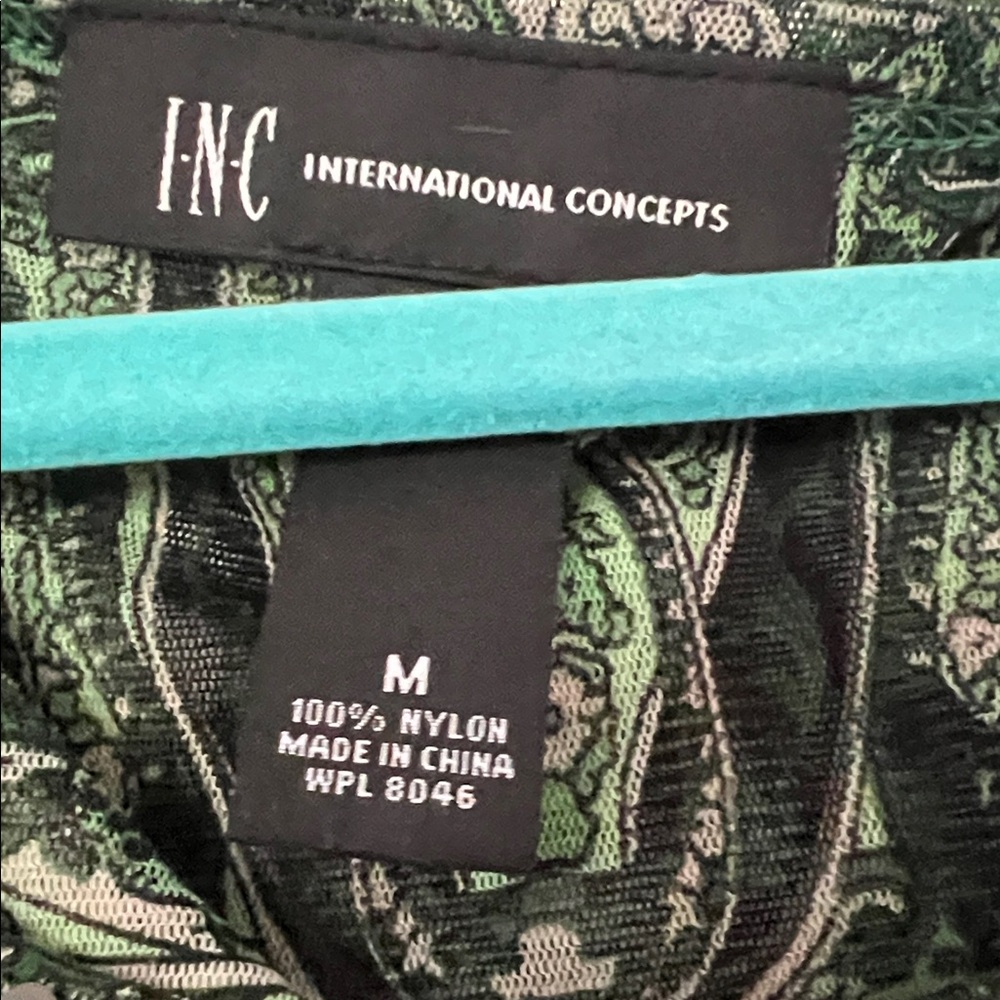 I·N·C INTERNATIONAL CONCEPTS
M
100% NYLON
MADE IN CHINA
WPL 8046